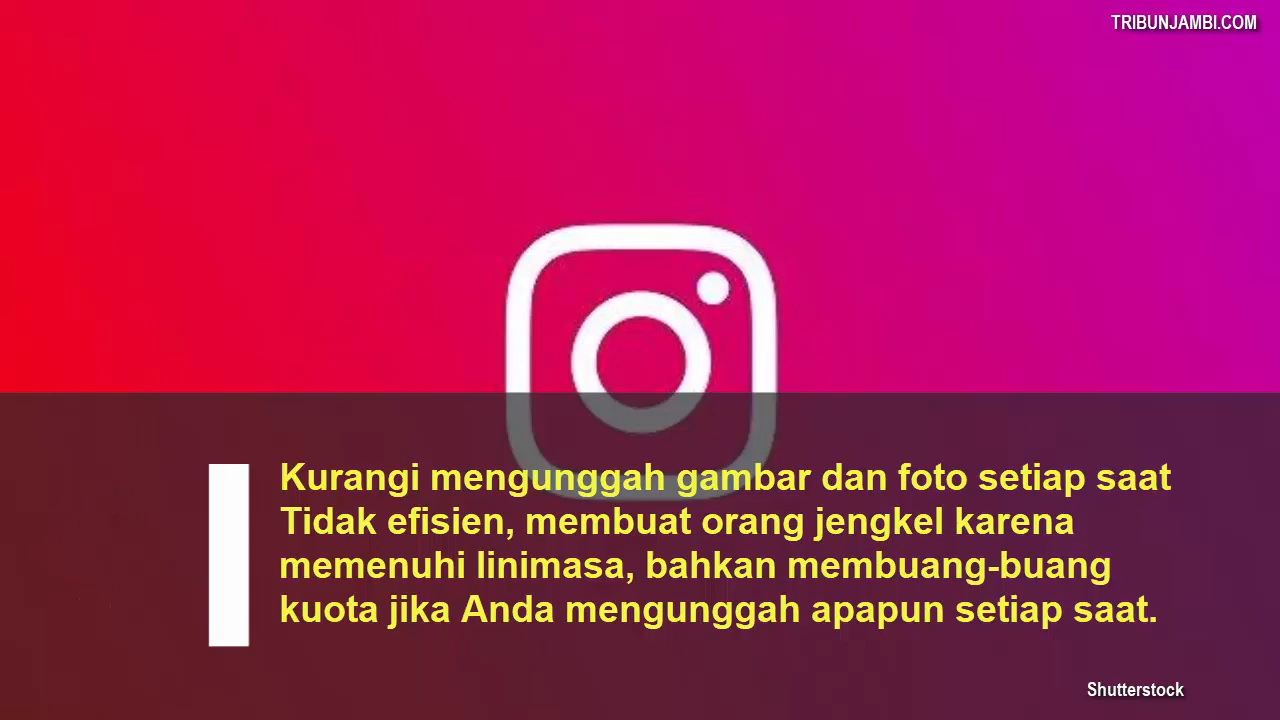 TRIBUNJAMBI.COM
Kurangi mengunggah gambar dan foto setiap saat
Tidak efisien, membuat orang jengkel karena
memenuhi linimasa, bahkan membuang-buang
kuota jika Anda mengunggah apapun setiap saat.
Shutterstock